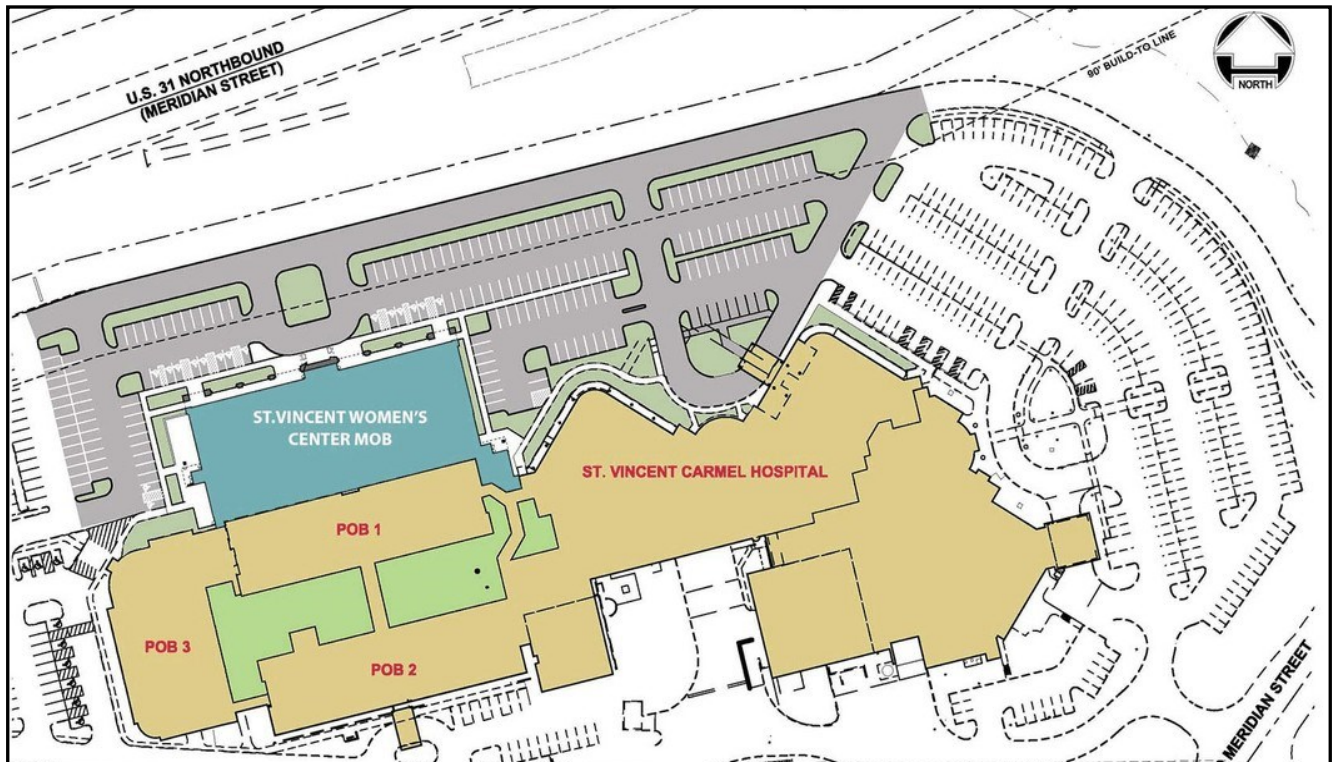 U.S. 31 NORTHBOUND
(MERIDIAN STREET)
90' BUILD-TO LINE
NORTH
ST.VINCENT WOMEN'S
CENTER MOB
ST. VINCENT CARMEL HOSPITAL
POB 1
POB 3
POB 2
MERIDIAN STREET